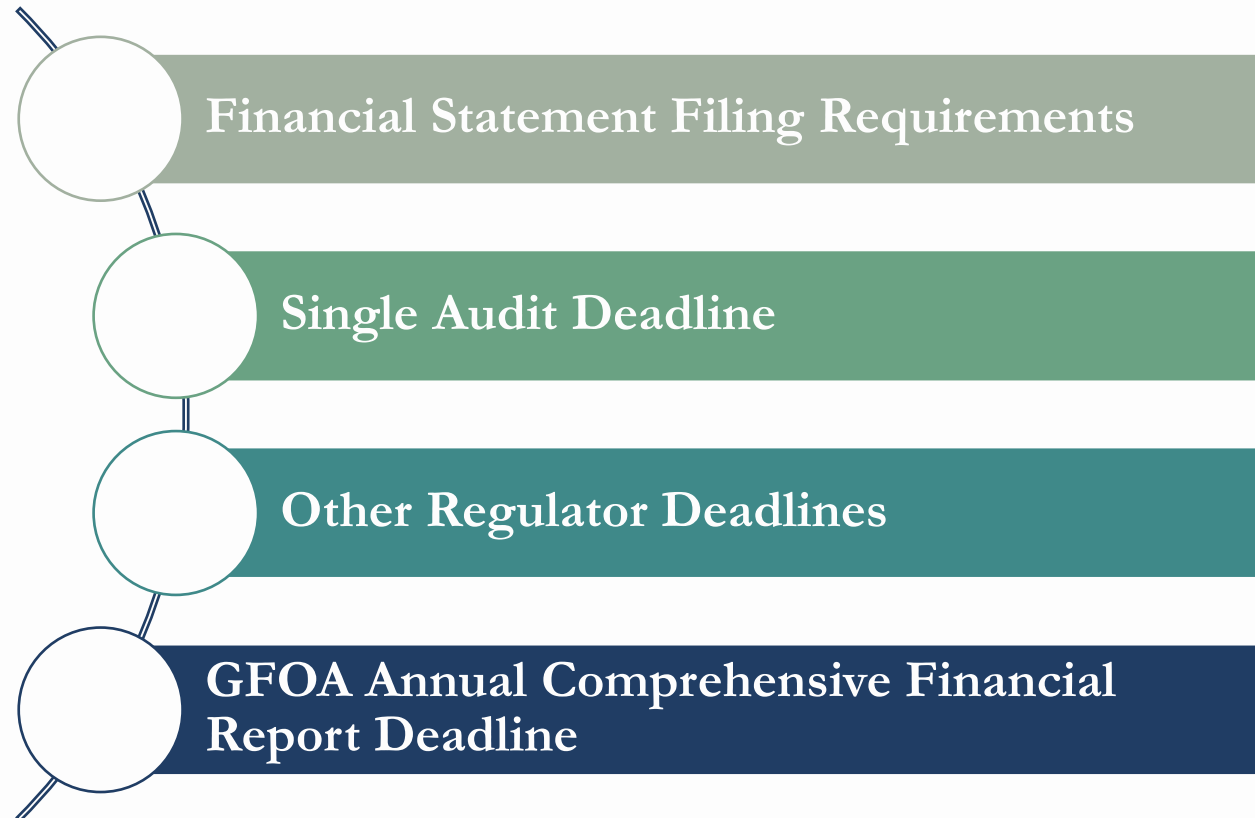 Financial Statement Filing Requirements
Single Audit Deadline
Other Regulator Deadlines
GFOA Annual Comprehensive Financial
Report Deadline